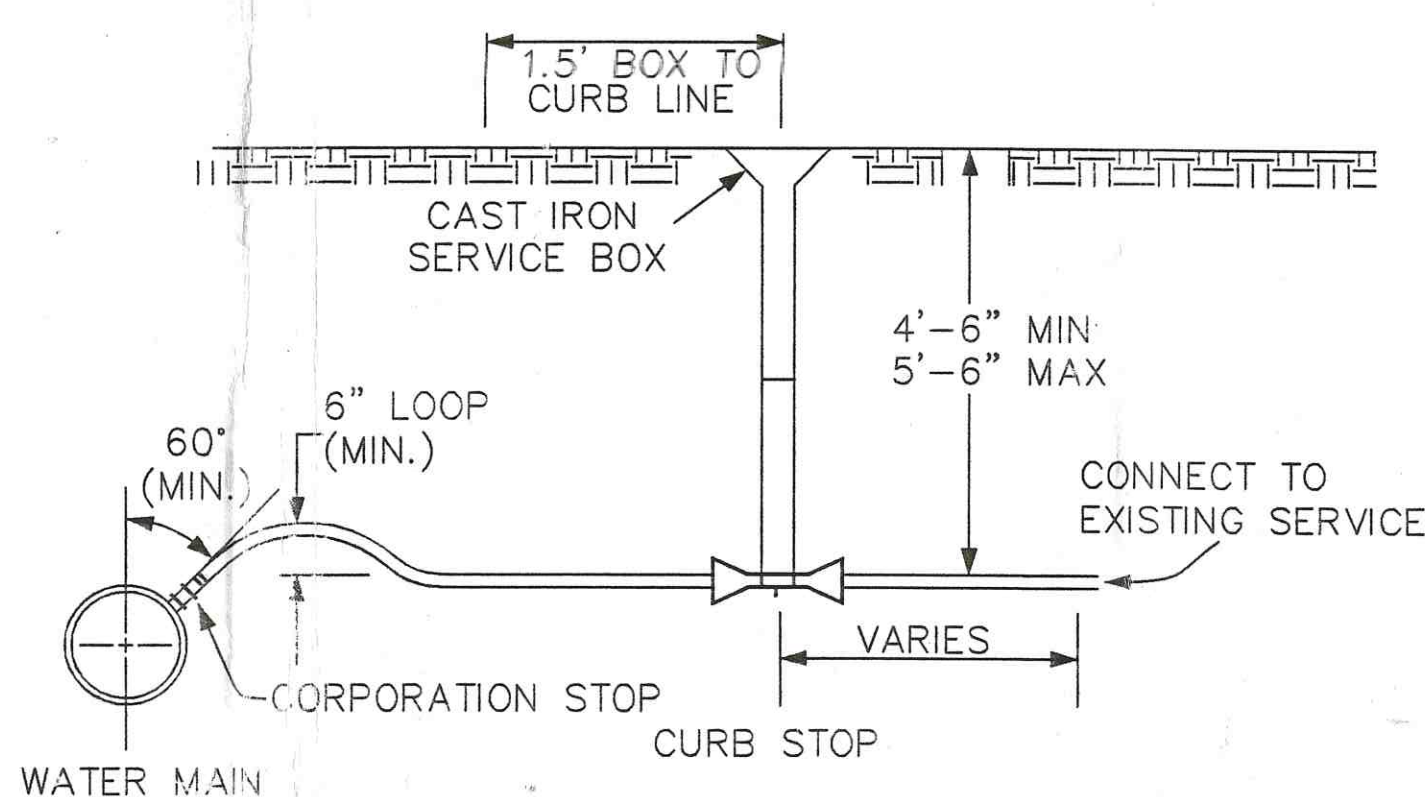 1.5' BOX TO
CURB LINE
CAST IRON
SERVICE BOX
4'-6" MIN
5'-6" MAX
6" LOOP
(MIN.)
60°
(MIN.)
CONNECT TO
EXISTING SERVICE
VARIES
CORPORATION STOP
CURB STOP
WATER MAIN